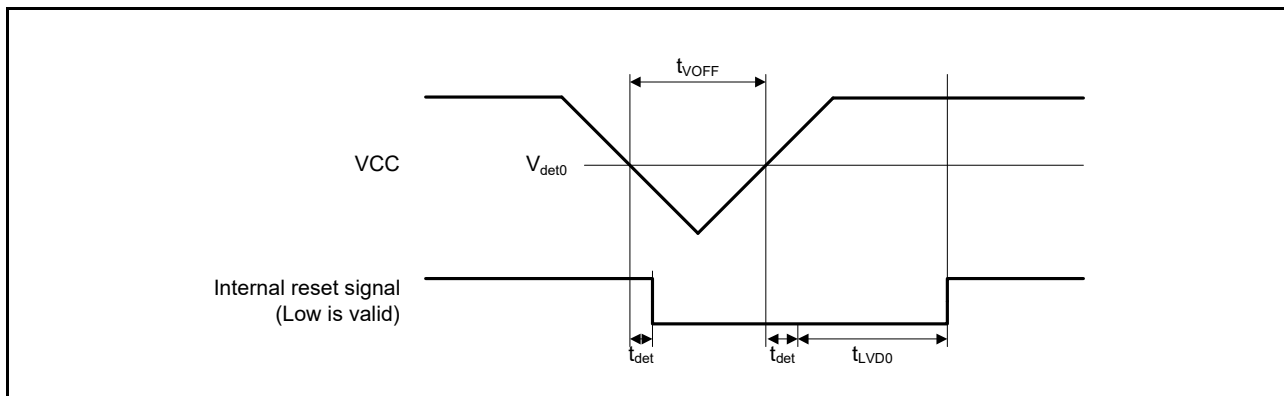 tVOFF
VCC
Vdet0
Internal reset signal
(Low is valid)
tdet
tdet
tLVD0